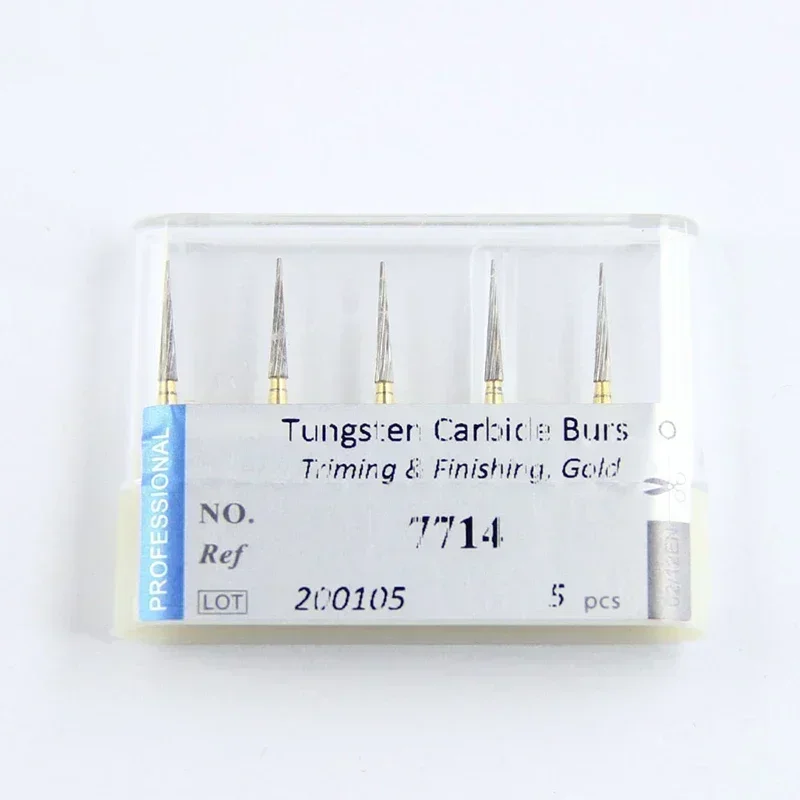 Tungsten Carbide Burs
Triming & Finishing, Gold
PROFESSIONAL
NO.
Ref
7714
LOT
200105
5 pcs